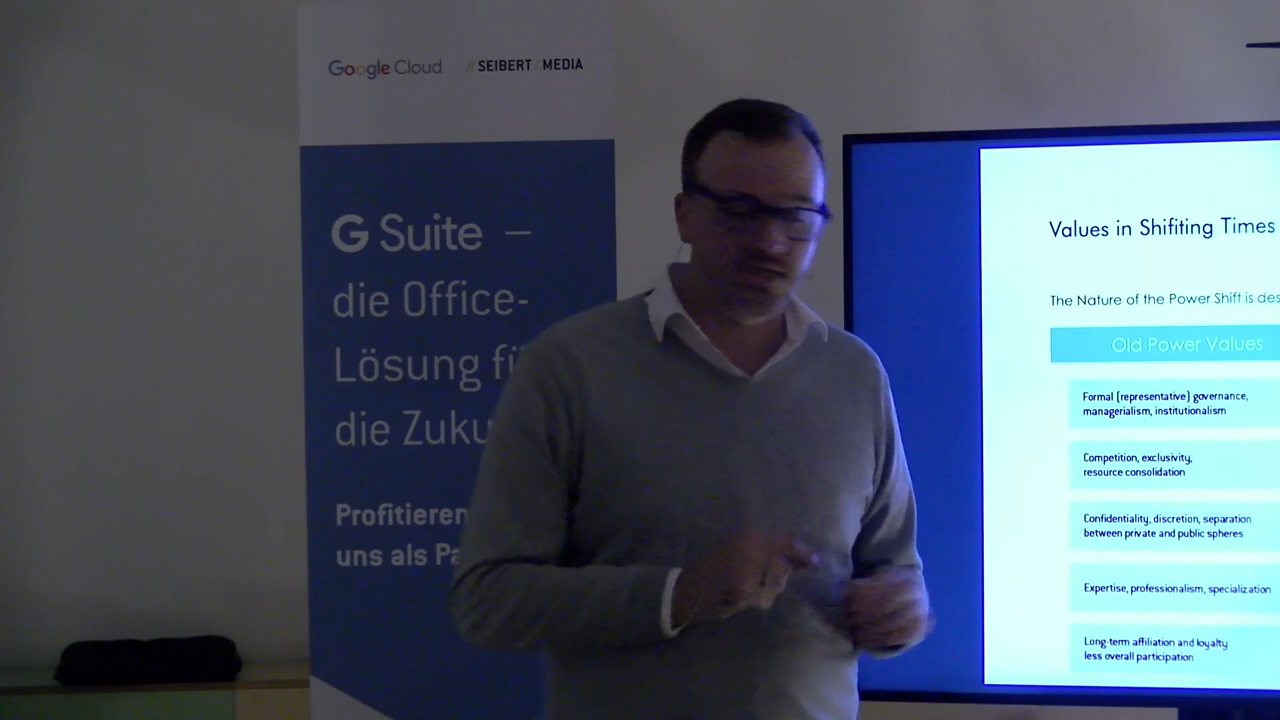 Google Cloud
// SEIBERT / MEDIA
G Suite –
die Office-
Lösung fü
die Zuku
Profitieren
uns als Pa
Values in Shifiting Times
The Nature of the Power Shift is des
Old Power Values
Formal (representative) governance,
managerialism, institutionalism
Competition, exclusivity,
resource consolidation
Confidentiality, discretion, separation
between private and public spheres
Expertise, professionalism, specialization
Long-term affiliation and loyalty
less overall participation